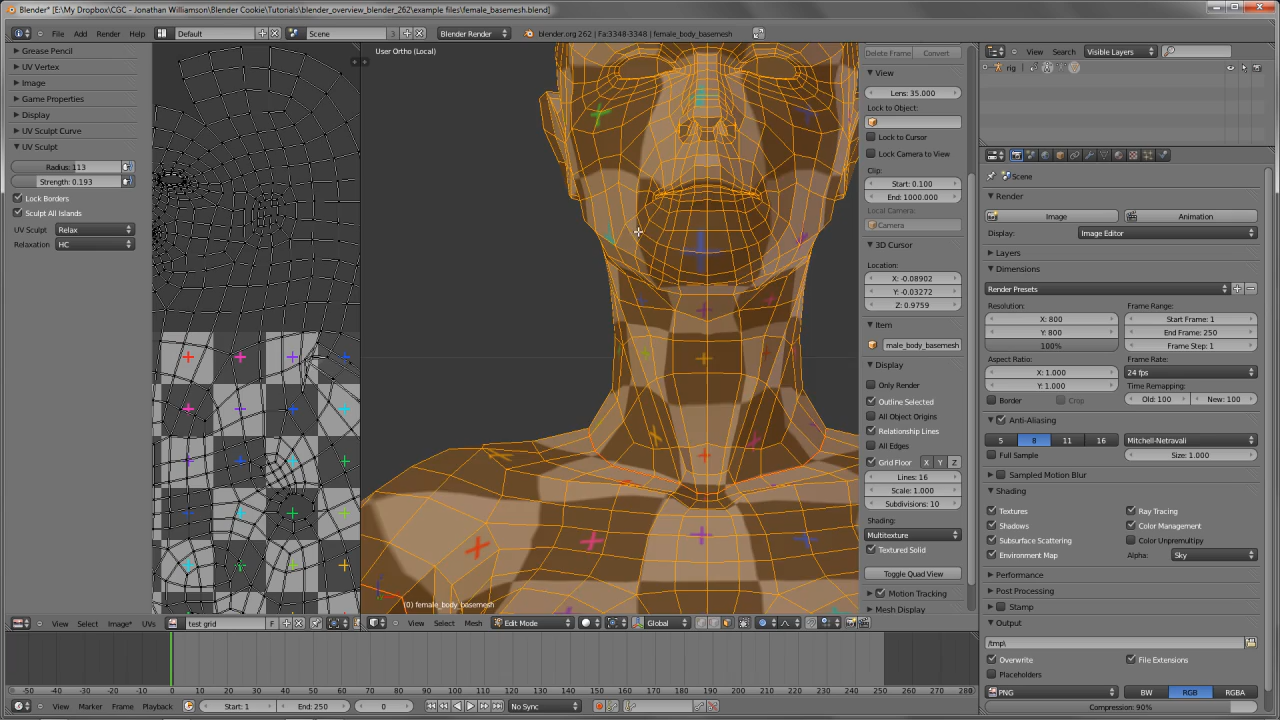 Blender* [E:\My Dropbox\CGC - Jonathan Williamson\Blender Cookie\Tutorials\blender_overview_blender_262\example files\female_basemesh.blend]
File Add Render Help Default Scene 3 F Blender Render blender.org 262 | Fa:3348-3348 | female_body_basemesh
Grease Pencil
UV Vertex
Image
Game Properties
Display
UV Sculpt Curve
UV Sculpt
Radius: 113
Strength: 0.193
Lock Borders
Sculpt All Islands
UV Sculpt Relax
Relaxation: HC
View Select Image* UVs test grid F
User Ortho (Local)
(0) female_body_basemesh
View Select Mesh Edit Mode Global
Delete Frame Convert
View
Lens: 35.000
Lock to Object:
Lock to Cursor
Lock Camera to View
Clip:
Start: 0.100
End: 1000.000
Local Camera:
Camera
3D Cursor
Location:
X: -0.08902
Y: -0.03272
Z: 0.9759
Item
male_body_basemesh
Display
Only Render
Outline Selected
All Object Origins
Relationship Lines
All Edges
Grid Floor X Y Z
Lines: 16
Scale: 1.000
Subdivisions: 10
Shading:
Multitexture
Textured Solid
Toggle Quad View
Motion Tracking
Mesh Display
View Search Visible Layers
rig
Scene
Render
Image Animation
Display: Image Editor
Layers
Dimensions
Render Presets
Resolution: Frame Range:
X: 800 Start Frame: 1
Y: 800 End Frame: 250
100% Frame Step: 1
Aspect Ratio: Frame Rate:
X: 1.000 24 fps
Y: 1.000 Time Remapping:
Border Crop Old: 100 New: 100
Anti-Aliasing
5 8 11 16 Mitchell-Netravali
Full Sample Size: 1.000
Sampled Motion Blur
Shading
Textures Ray Tracing
Shadows Color Management
Subsurface Scattering Color Unpremultipy
Environment Map Alpha: Sky
Performance
Post Processing
Stamp
Output
/tmp\
Overwrite File Extensions
Placeholders
PNG BW RGB RGBA
Compression: 90%
-50 -40 -30 -20 -10 0 10 20 30 40 50 60 70 80 90 100 110 120 130 140 150 160 170 180 190 200 210 220 230 240 250 260 270 280
View Marker Frame Playback Start: 1 End: 250 0 No Sync